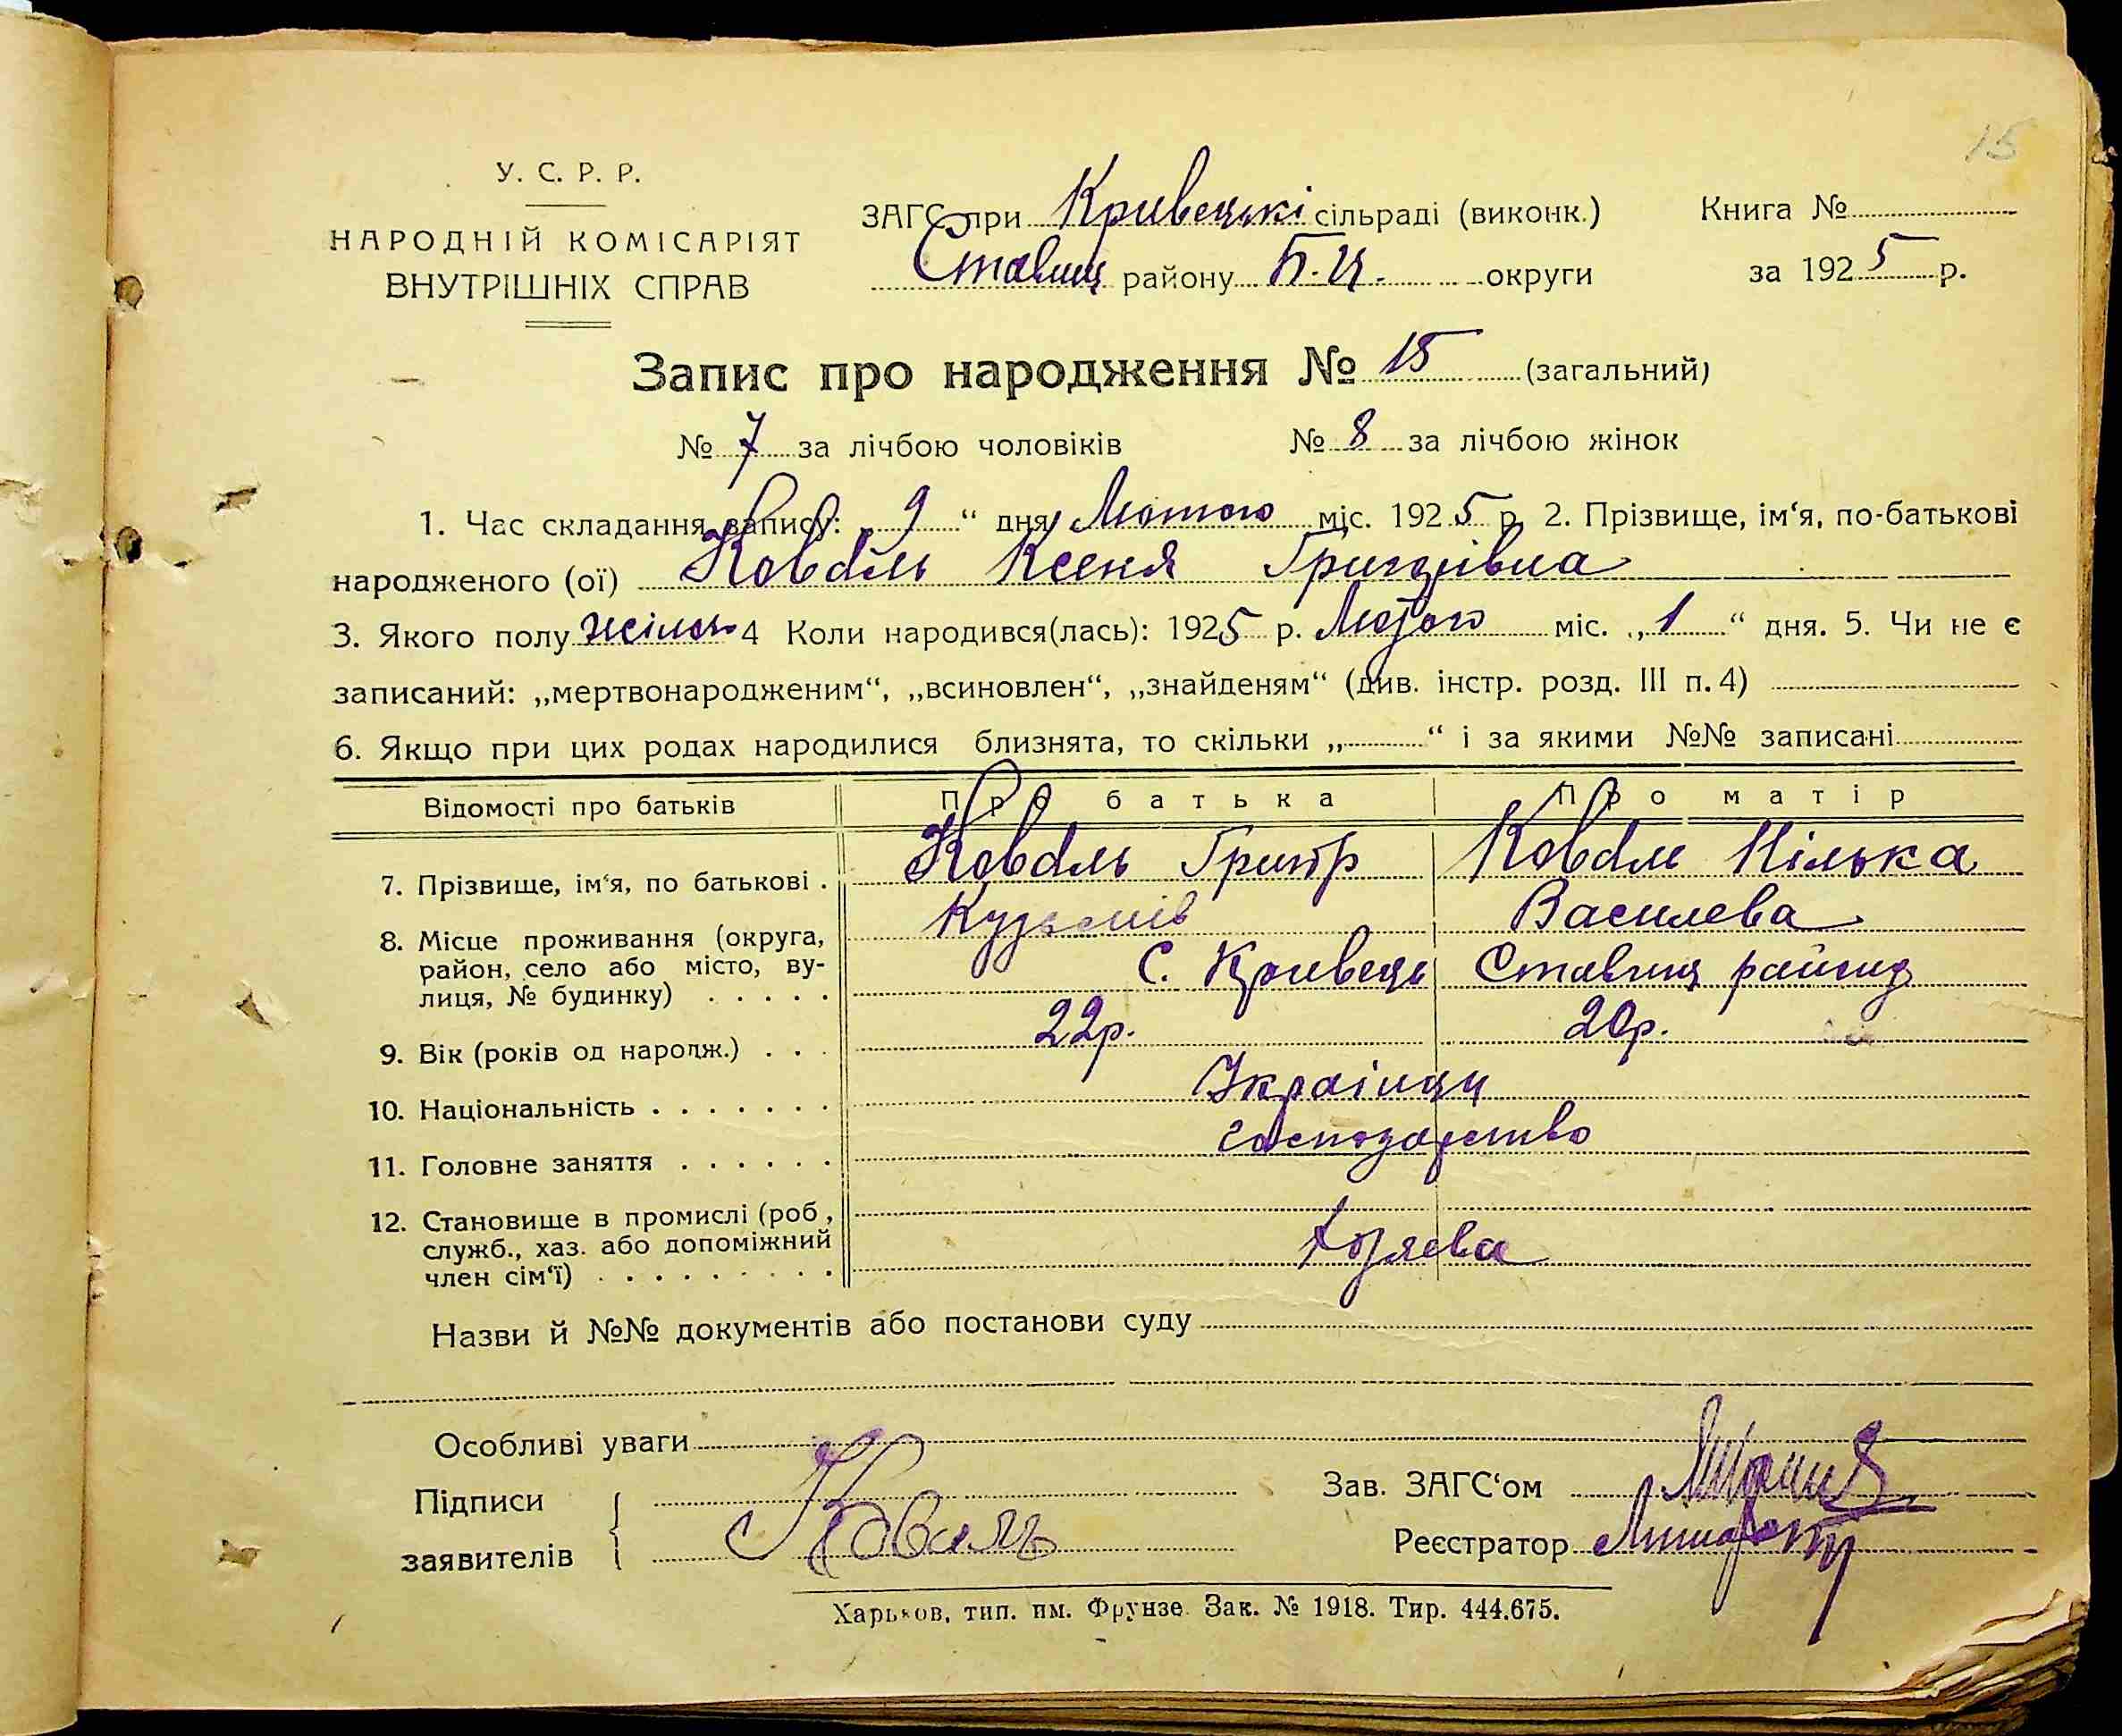 15
У. С. Р. Р.
НАРОДНІЙ КОМІСАРІЯТ
ВНУТРІШНІХ СПРАВ
ЗАГС при Кривецькі сільраді (виконк.)
Ставищ району Б.Ц. округи
Книга №
за 1925 р.
Запис про народження № 15 (загальний)
№ 7 за лічбою чоловіків № 8 за лічбою жінок
1. Час складання запису: „ 9 “ дня Лютого міс. 1925 р. 2. Прізвище, ім‘я, по-батькові
народженого (ої) Коваль Ксеня Григорівна
3. Якого полу жіноч 4 Коли народився(лась): 1925 р. Лютого міс. „ 1 “ дня. 5. Чи не є
записаний: „мертвонародженим“, „всиновлен“, „знайденям“ (див. інстр. розд. III п. 4)
6. Якщо при цих родах народилися близнята, то скільки „ “ і за якими №№ записані
Відомості про батьків Про батька Про матір
7. Прізвище, ім‘я, по батькові . Коваль Григор Коваль Килька
Кузьмів Василева
8. Місце проживання (округа,
район, село або місто, ву-
лиця, № будинку) . . . . . С. Кривець Ставищ району
9. Вік (років од народж.) . . . 22р. 20р.
10. Національність . . . . . . . Українці
11. Головне заняття . . . . . . господарство
12. Становище в промислі (роб,
служб., хаз. або допоміжний
член сім‘ї) . . . . . . . . . Хозяева
Назви й №№ документів або постанови суду
Особливі уваги
Підписи
заявителів Коваль
Зав. ЗАГС‘ом
Реєстратор
Харьков, тип. им. Фрунзе. Зак. № 1918. Тир. 444.675.